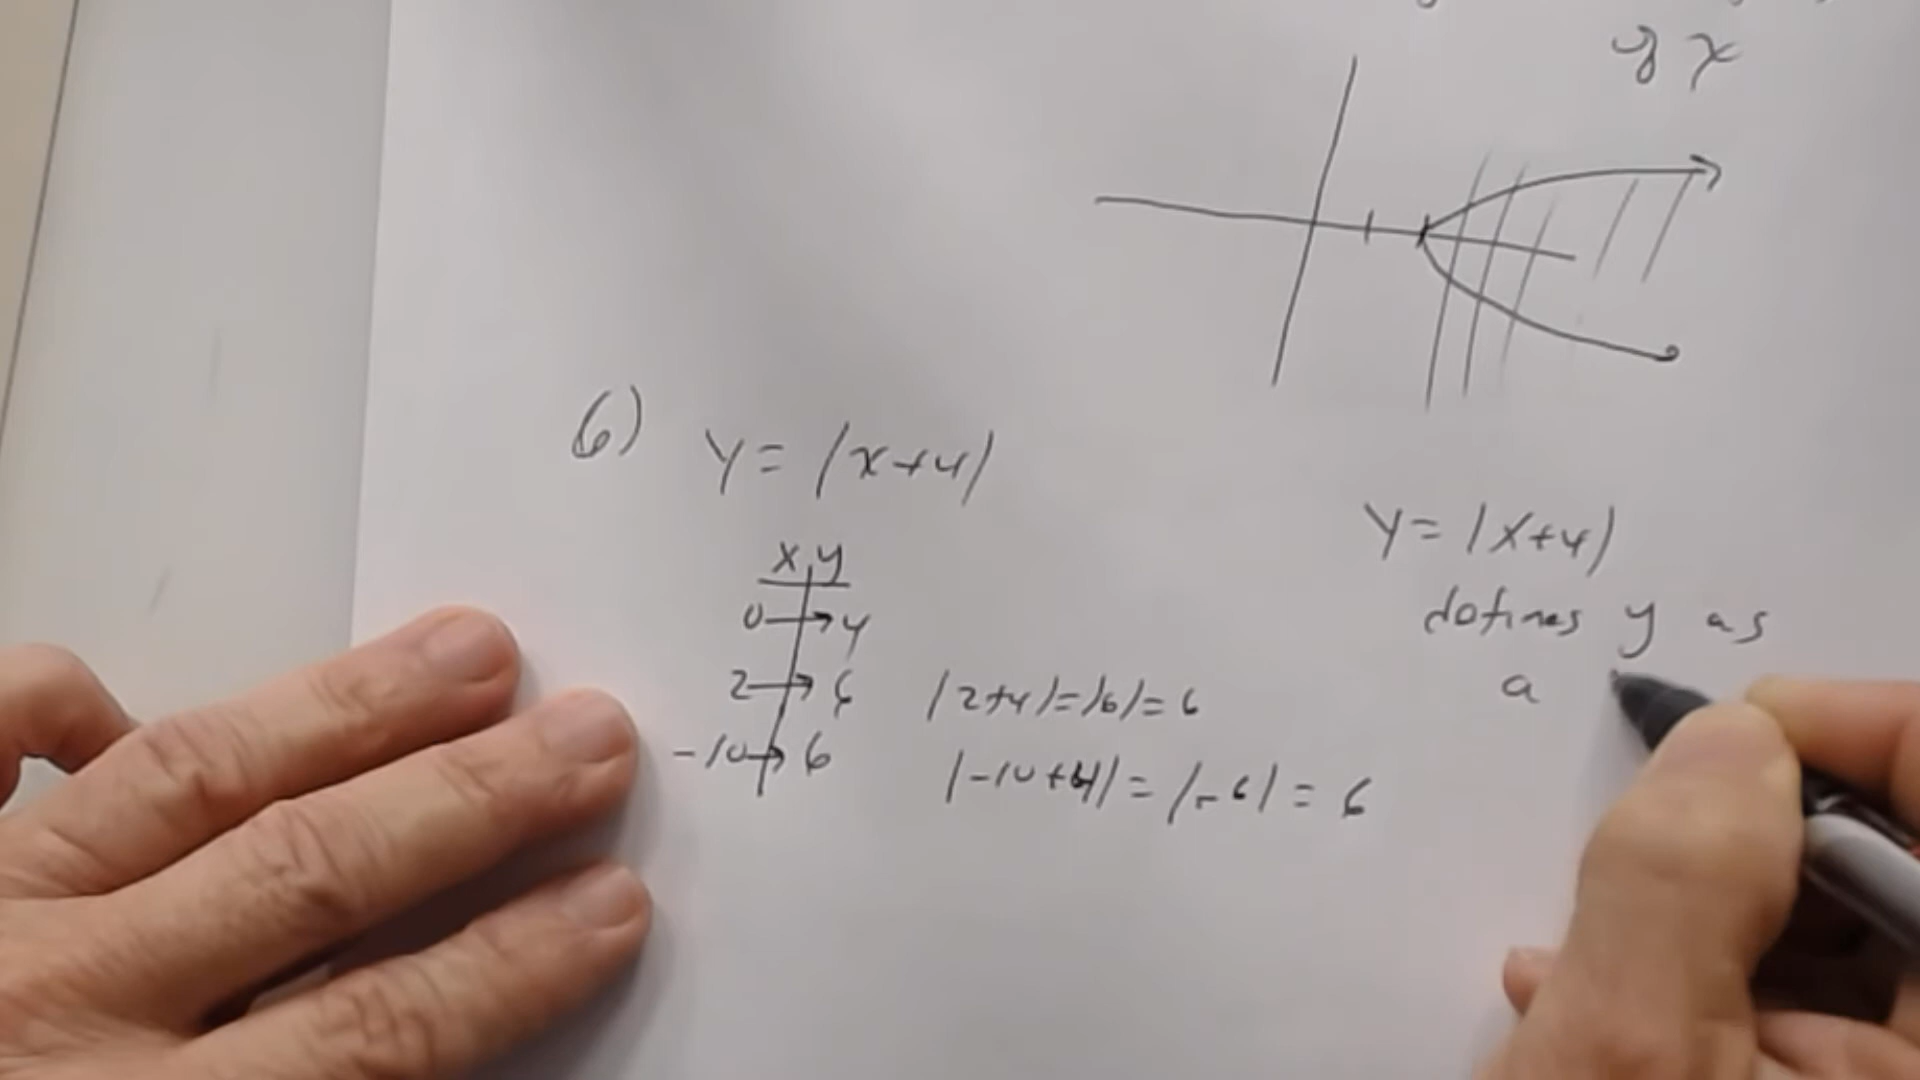 of x
6) y = |x+4|
x y
0 → 4
2 → 6 |2+4|=|6|= 6
-10 → 6 |-10+4| = |-6| = 6
y = |x+4|
defines y as
a